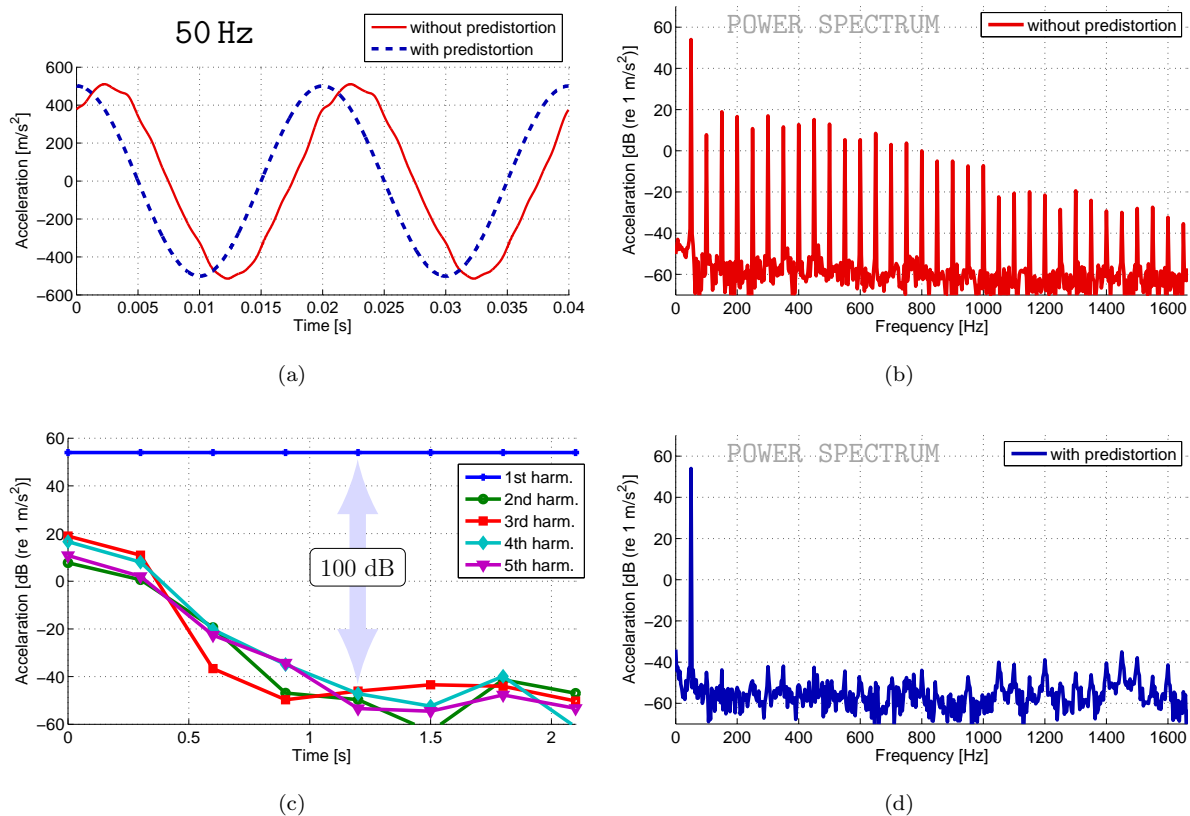 50 Hz
without predistortion
with predistortion
600
400
200
0
−200
−400
−600
0
0.005
0.01
0.015
0.02
0.025
0.03
0.035
0.04
Acceleration [m/s²]
Time [s]
(a)
POWER SPECTRUM
without predistortion
60
40
20
0
−20
−40
−60
0
200
400
600
800
1000
1200
1400
1600
Accelaration [dB (re 1 m/s²)]
Frequency [Hz]
(b)
60
40
20
0
−20
−40
−60
0
0.5
1
1.5
2
Accelaration [dB (re 1 m/s²)]
Time [s]
1st harm.
2nd harm.
3rd harm.
4th harm.
5th harm.
100 dB
(c)
POWER SPECTRUM
with predistortion
60
40
20
0
−20
−40
−60
0
200
400
600
800
1000
1200
1400
1600
Accelaration [dB (re 1 m/s²)]
Frequency [Hz]
(d)